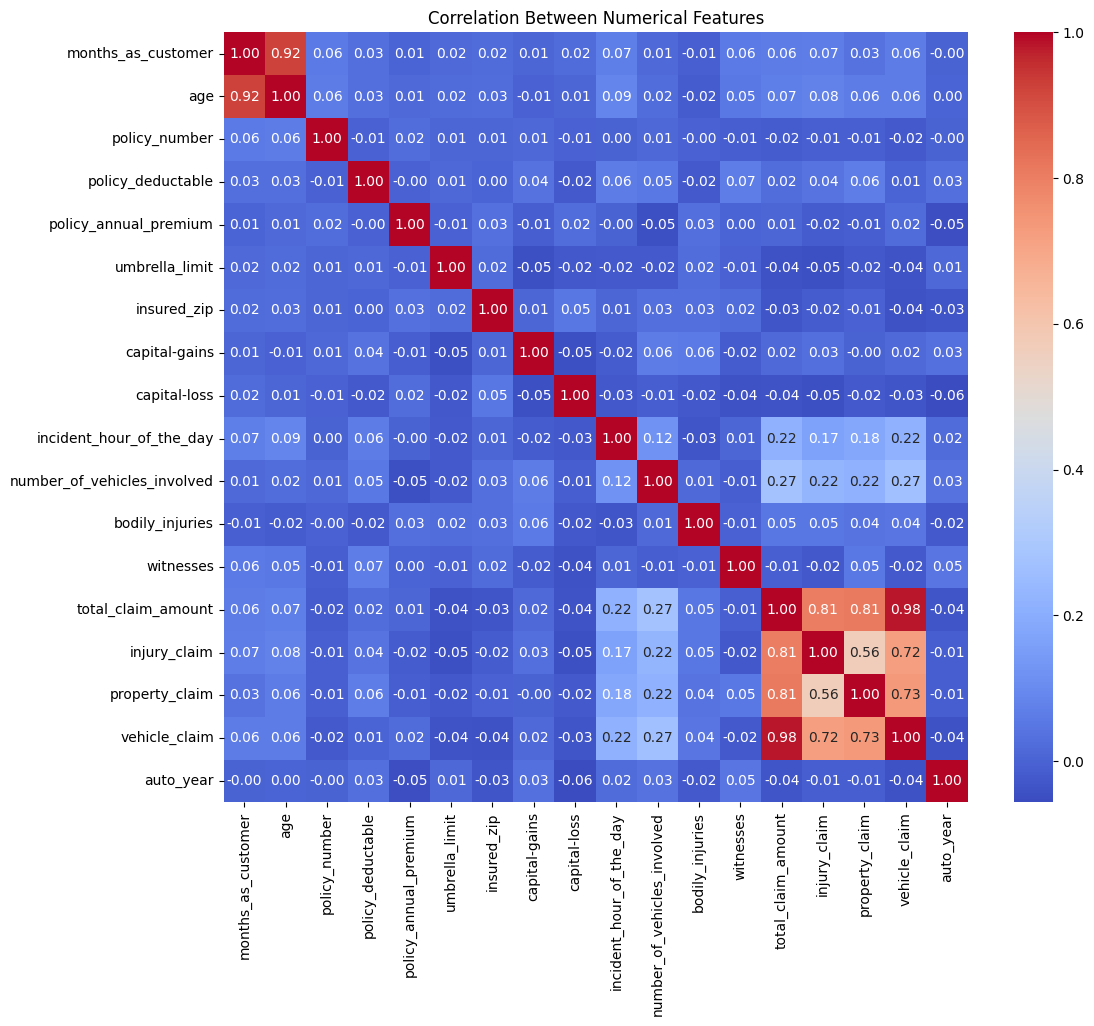 Correlation Between Numerical Features
months_as_customer 1.00 0.92 0.06 0.03 0.01 0.02 0.02 0.01 0.02 0.07 0.01 -0.01 0.06 0.06 0.07 0.03 0.06 -0.00
age 0.92 1.00 0.06 0.03 0.01 0.02 0.03 -0.01 0.01 0.09 0.02 -0.02 0.05 0.07 0.08 0.06 0.06 0.00
policy_number 0.06 0.06 1.00 -0.01 0.02 0.01 0.01 0.01 -0.01 0.00 0.01 -0.00 -0.01 -0.02 -0.01 -0.01 -0.02 -0.00
policy_deductable 0.03 0.03 -0.01 1.00 -0.00 0.01 0.00 0.04 -0.02 0.06 0.05 -0.02 0.07 0.02 0.04 0.06 0.01 0.03
policy_annual_premium 0.01 0.01 0.02 -0.00 1.00 -0.01 0.03 -0.01 0.02 -0.00 -0.05 0.03 0.00 0.01 -0.02 -0.01 0.02 -0.05
umbrella_limit 0.02 0.02 0.01 0.01 -0.01 1.00 0.02 -0.05 -0.02 -0.02 -0.02 0.02 -0.01 -0.04 -0.05 -0.02 -0.04 0.01
insured_zip 0.02 0.03 0.01 0.00 0.03 0.02 1.00 0.01 0.05 0.01 0.03 0.03 0.02 -0.03 -0.02 -0.01 -0.04 -0.03
capital-gains 0.01 -0.01 0.01 0.04 -0.01 -0.05 0.01 1.00 -0.05 -0.02 0.06 0.06 -0.02 0.02 0.03 -0.00 0.02 0.03
capital-loss 0.02 0.01 -0.01 -0.02 0.02 -0.02 0.05 -0.05 1.00 -0.03 -0.01 -0.02 -0.04 -0.04 -0.05 -0.02 -0.03 -0.06
incident_hour_of_the_day 0.07 0.09 0.00 0.06 -0.00 -0.02 0.01 -0.02 -0.03 1.00 0.12 -0.03 0.01 0.22 0.17 0.18 0.22 0.02
number_of_vehicles_involved 0.01 0.02 0.01 0.05 -0.05 -0.02 0.03 0.06 -0.01 0.12 1.00 0.01 -0.01 0.27 0.22 0.22 0.27 0.03
bodily_injuries -0.01 -0.02 -0.00 -0.02 0.03 0.02 0.03 0.06 -0.02 -0.03 0.01 1.00 -0.01 0.05 0.05 0.04 0.04 -0.02
witnesses 0.06 0.05 -0.01 0.07 0.00 -0.01 0.02 -0.02 -0.04 0.01 -0.01 -0.01 1.00 -0.01 -0.02 0.05 -0.02 0.05
total_claim_amount 0.06 0.07 -0.02 0.02 0.01 -0.04 -0.03 0.02 -0.04 0.22 0.27 0.05 -0.01 1.00 0.81 0.81 0.98 -0.04
injury_claim 0.07 0.08 -0.01 0.04 -0.02 -0.05 -0.02 0.03 -0.05 0.17 0.22 0.05 -0.02 0.81 1.00 0.56 0.72 -0.01
property_claim 0.03 0.06 -0.01 0.06 -0.01 -0.02 -0.01 -0.00 -0.02 0.18 0.22 0.04 0.05 0.81 0.56 1.00 0.73 -0.01
vehicle_claim 0.06 0.06 -0.02 0.01 0.02 -0.04 -0.04 0.02 -0.03 0.22 0.27 0.04 -0.02 0.98 0.72 0.73 1.00 -0.04
auto_year -0.00 0.00 -0.00 0.03 -0.05 0.01 -0.03 0.03 -0.06 0.02 0.03 -0.02 0.05 -0.04 -0.01 -0.01 -0.04 1.00
months_as_customer
age
policy_number
policy_deductable
policy_annual_premium
umbrella_limit
insured_zip
capital-gains
capital-loss
incident_hour_of_the_day
number_of_vehicles_involved
bodily_injuries
witnesses
total_claim_amount
injury_claim
property_claim
vehicle_claim
auto_year
1.0
0.8
0.6
0.4
0.2
0.0